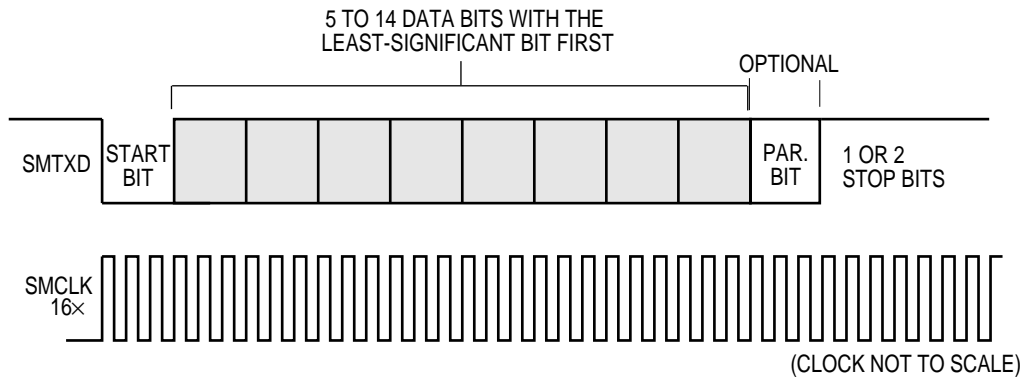 5 TO 14 DATA BITS WITH THE
LEAST-SIGNIFICANT BIT FIRST
OPTIONAL
SMTXD
START
BIT
PAR.
BIT
1 OR 2
STOP BITS
SMCLK
16×
(CLOCK NOT TO SCALE)